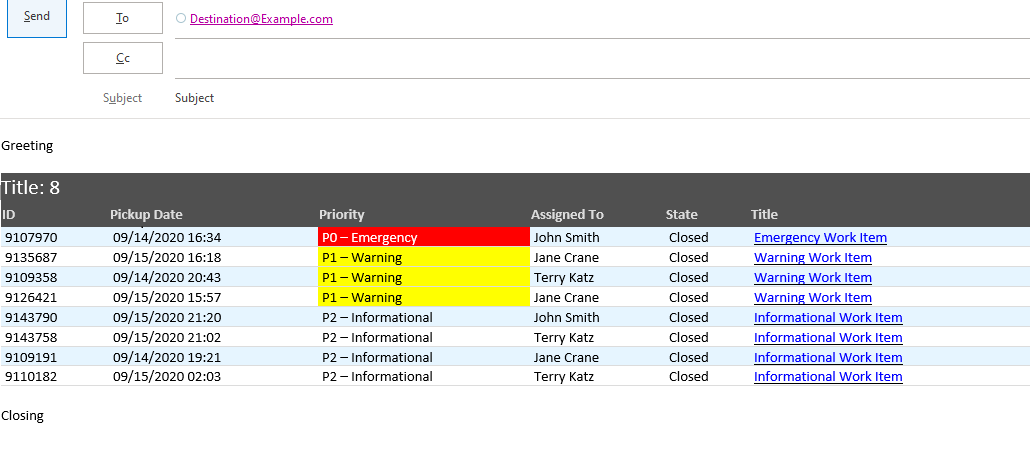 Send
To
Destination@Example.com
Cc
Subject Subject
Greeting
Title: 8
ID Pickup Date Priority Assigned To State Title
9107970 09/14/2020 16:34 P0 – Emergency John Smith Closed Emergency Work Item
9135687 09/15/2020 16:18 P1 – Warning Jane Crane Closed Warning Work Item
9109358 09/14/2020 20:43 P1 – Warning Terry Katz Closed Warning Work Item
9126421 09/15/2020 15:57 P1 – Warning Jane Crane Closed Warning Work Item
9143790 09/15/2020 21:20 P2 – Informational John Smith Closed Informational Work Item
9143758 09/15/2020 21:02 P2 – Informational Terry Katz Closed Informational Work Item
9109191 09/14/2020 19:21 P2 – Informational Jane Crane Closed Informational Work Item
9110182 09/15/2020 02:03 P2 – Informational Terry Katz Closed Informational Work Item
Closing